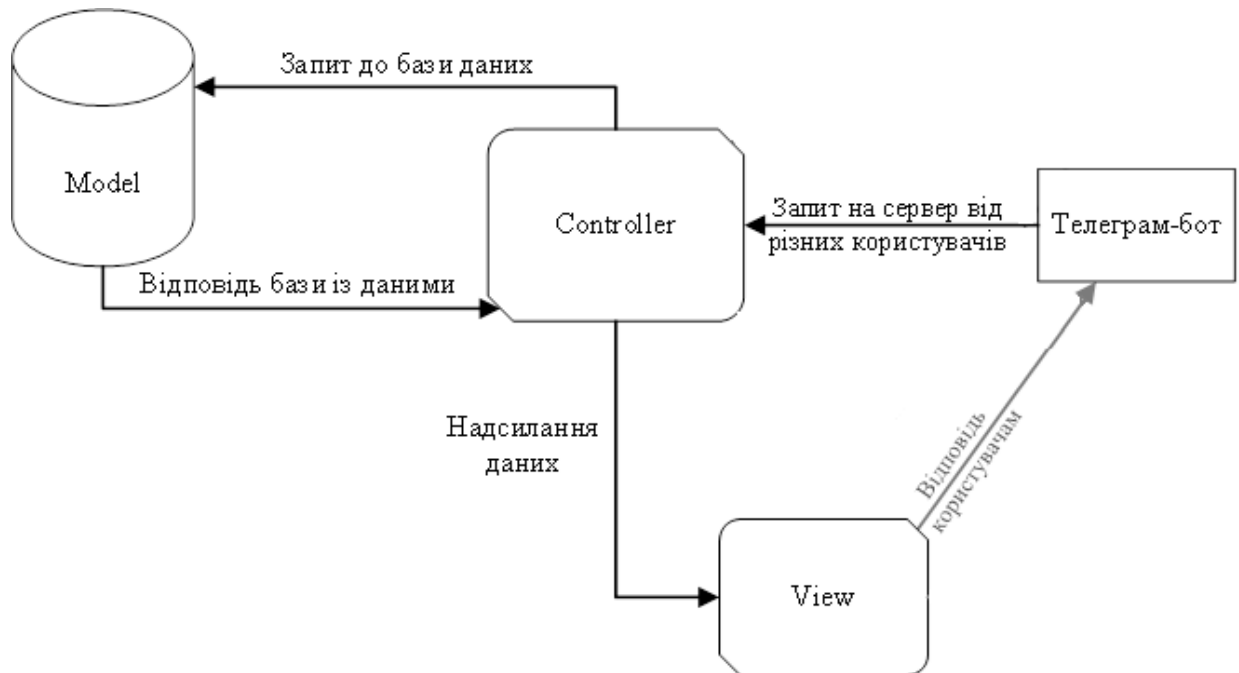 Запит до бази даних
Model
Controller
Запит на сервер від
різних користувачів
Телеграм-бот
Відповідь бази із даними
Надсилання
даних
Відповідь
користувачам
View